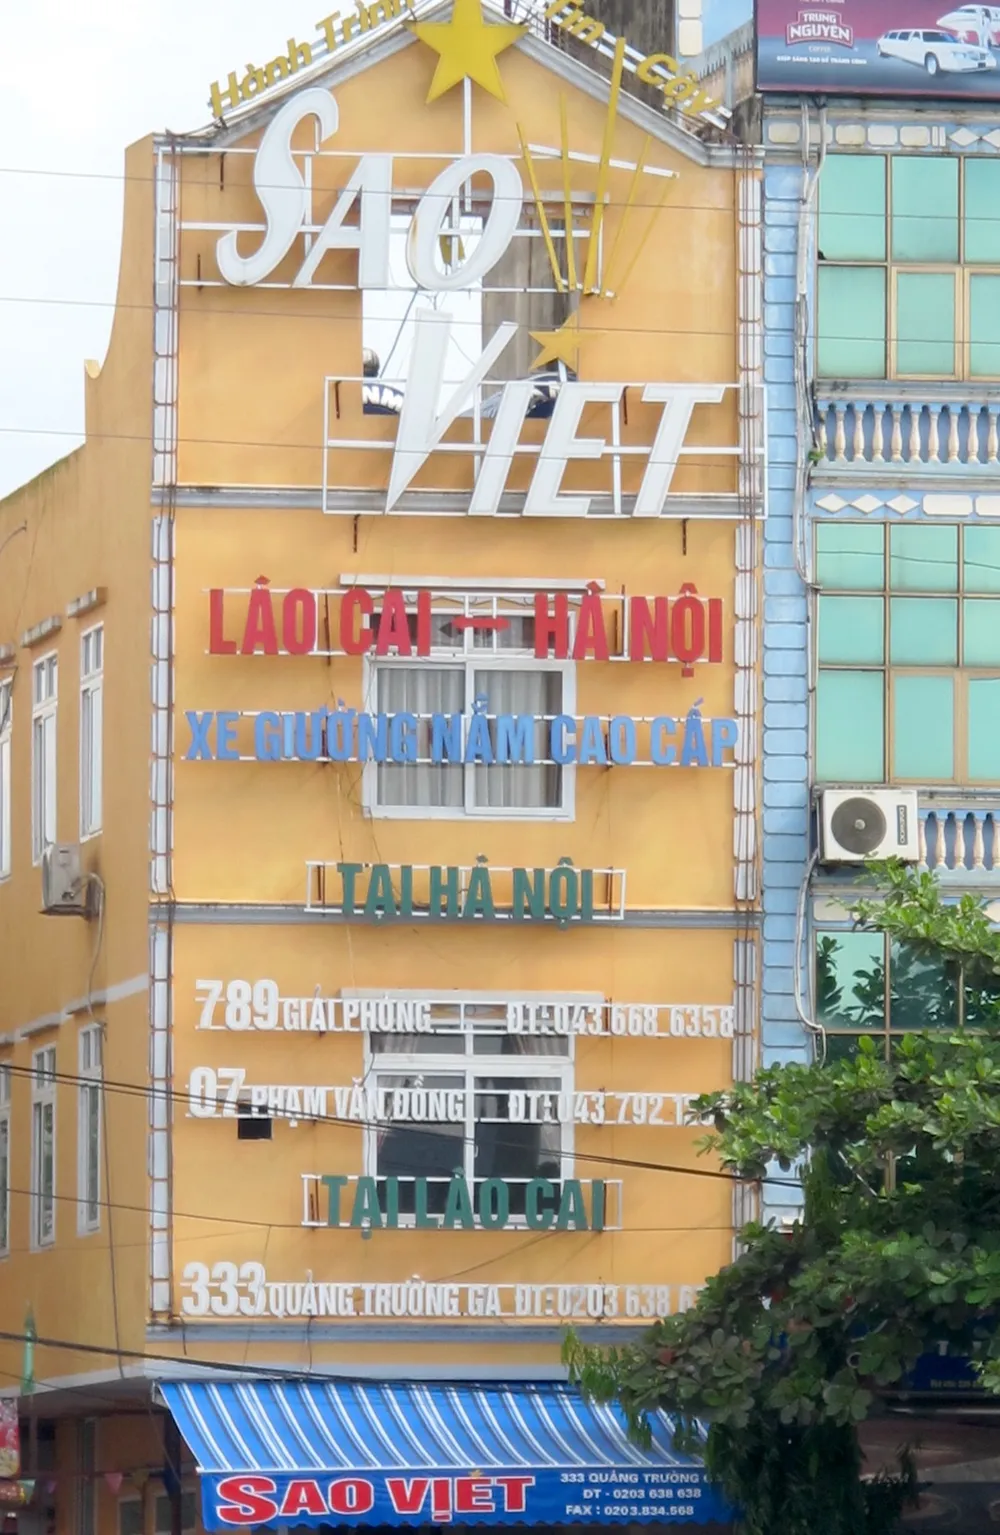 Hành Trình Tin Cậy
TRUNG
NGUYEN
COFFEE
SAO
VIET
LÀO CAI HÀ NỘI
XE GIƯỜNG NẰM CAO CẤP
TẠI HÀ NỘI
789 GIẢI PHÓNG ĐT:043 668 6358
07 PHẠM VĂN ĐỒNG ĐT:043 792
TẠI LÀO CAI
333 QUẢNG TRƯỜNG GA ĐT:0203 638
SAO VIỆT
333 QUẢNG TRƯỜNG
ĐT - 0203 638 638
FAX : 0203.834.568